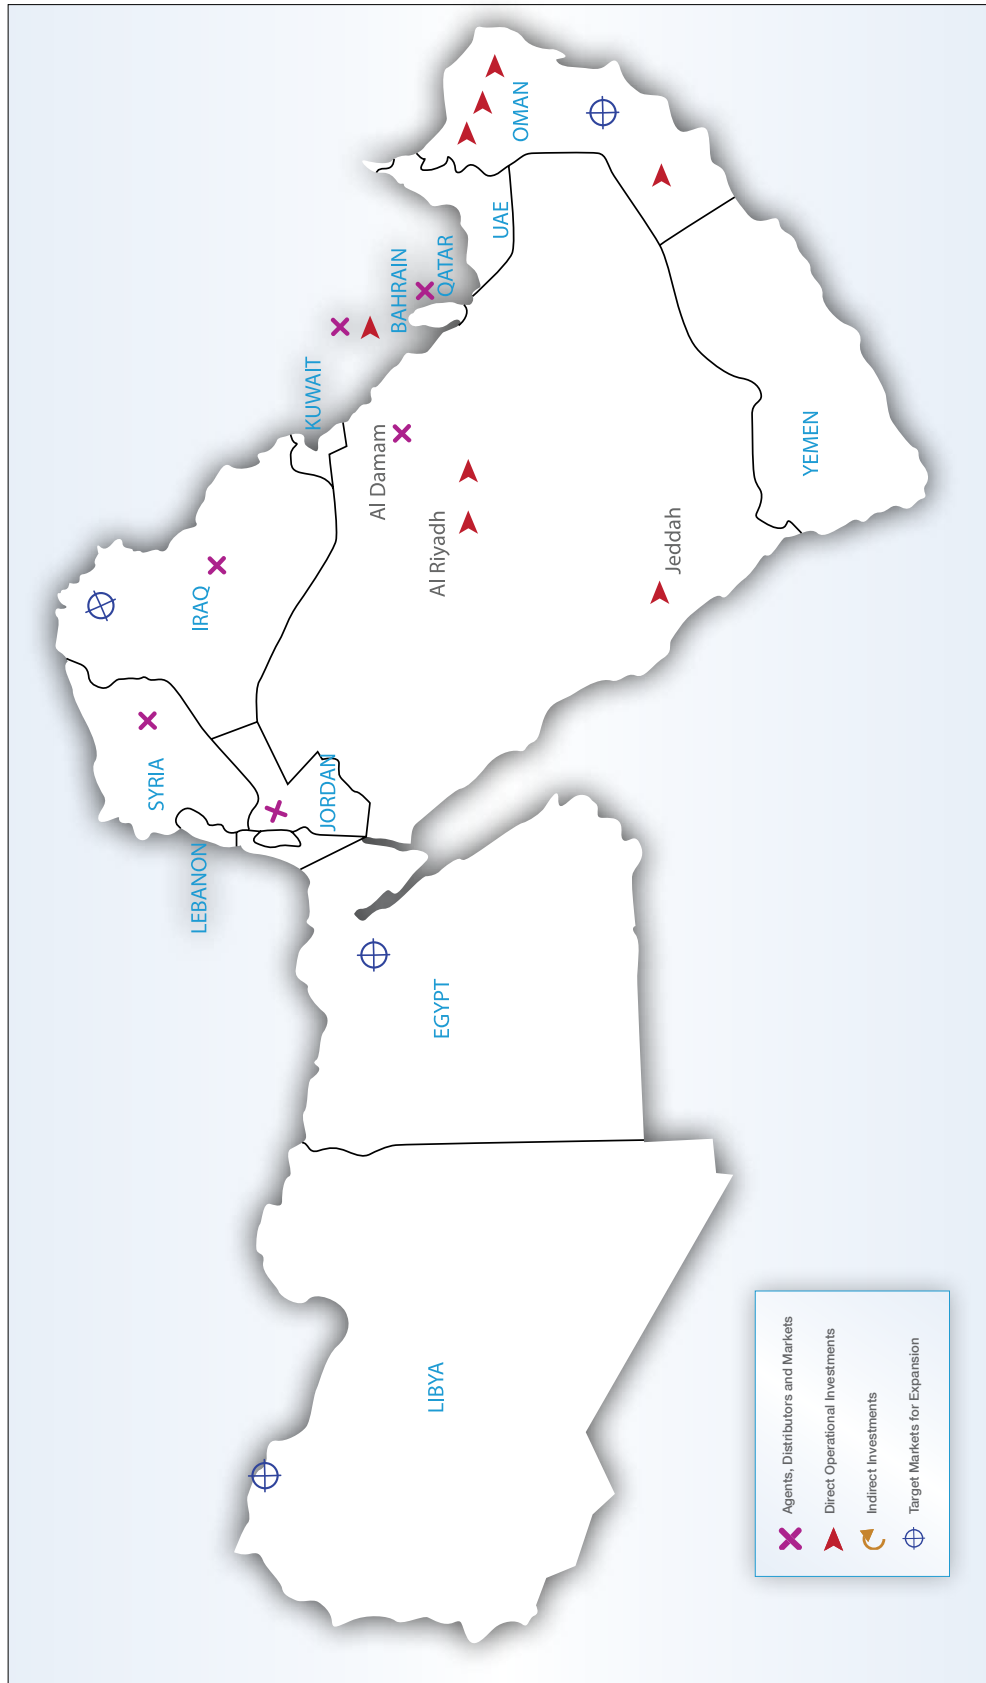 SYRIA
LEBANON
IRAQ
JORDAN
KUWAIT
BAHRAIN
QATAR
UAE
OMAN
Al Damam
Al Riyadh
Jeddah
YEMEN
EGYPT
LIBYA
Agents, Distributors and Markets
Direct Operational Investments
Indirect Investments
Target Markets for Expansion